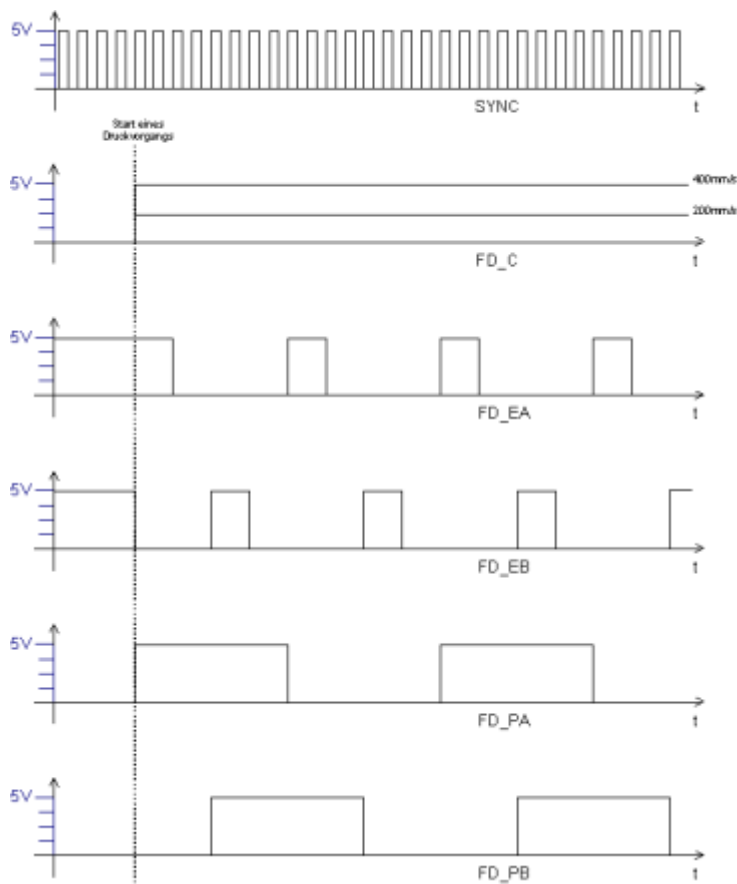 5V
SYNC
t
Start eines
Druckvorgangs
5V
400mm/s
200mm/s
FD_C
t
5V
FD_EA
t
5V
FD_EB
t
5V
FD_PA
t
5V
FD_PB
t